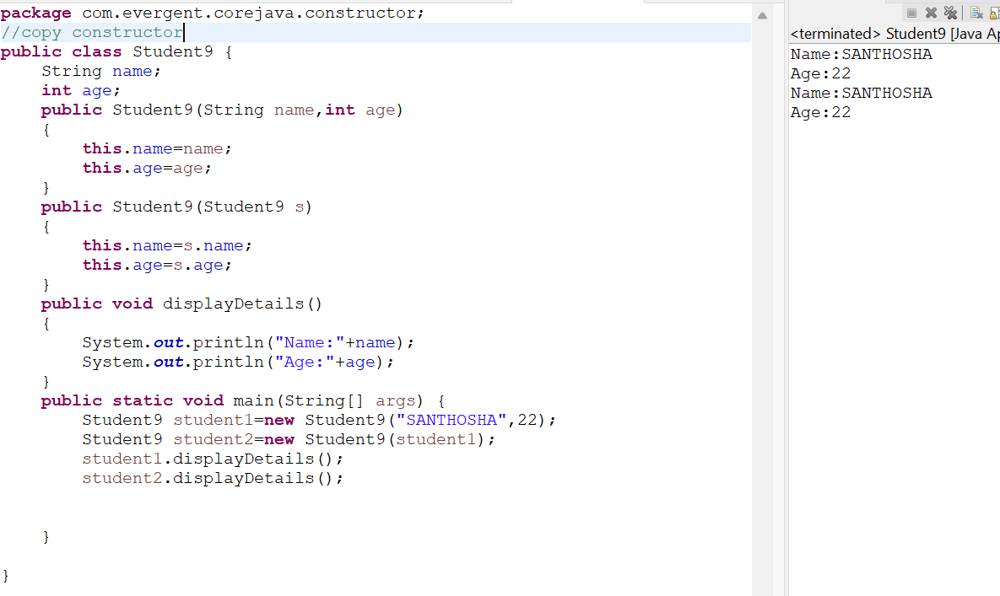 package com.evergent.corejava.constructor;
//copy constructor
public class Student9 {
    String name;
    int age;
    public Student9(String name,int age)
    {
        this.name=name;
        this.age=age;
    }
    public Student9(Student9 s)
    {
        this.name=s.name;
        this.age=s.age;
    }
    public void displayDetails()
    {
        System.out.println("Name:"+name);
        System.out.println("Age:"+age);
    }
    public static void main(String[] args) {
        Student9 student1=new Student9("SANTHOSHA",22);
        Student9 student2=new Student9(student1);
        student1.displayDetails();
        student2.displayDetails();
    }
}
<terminated> Student9 [Java Ap
Name:SANTHOSHA
Age:22
Name:SANTHOSHA
Age:22